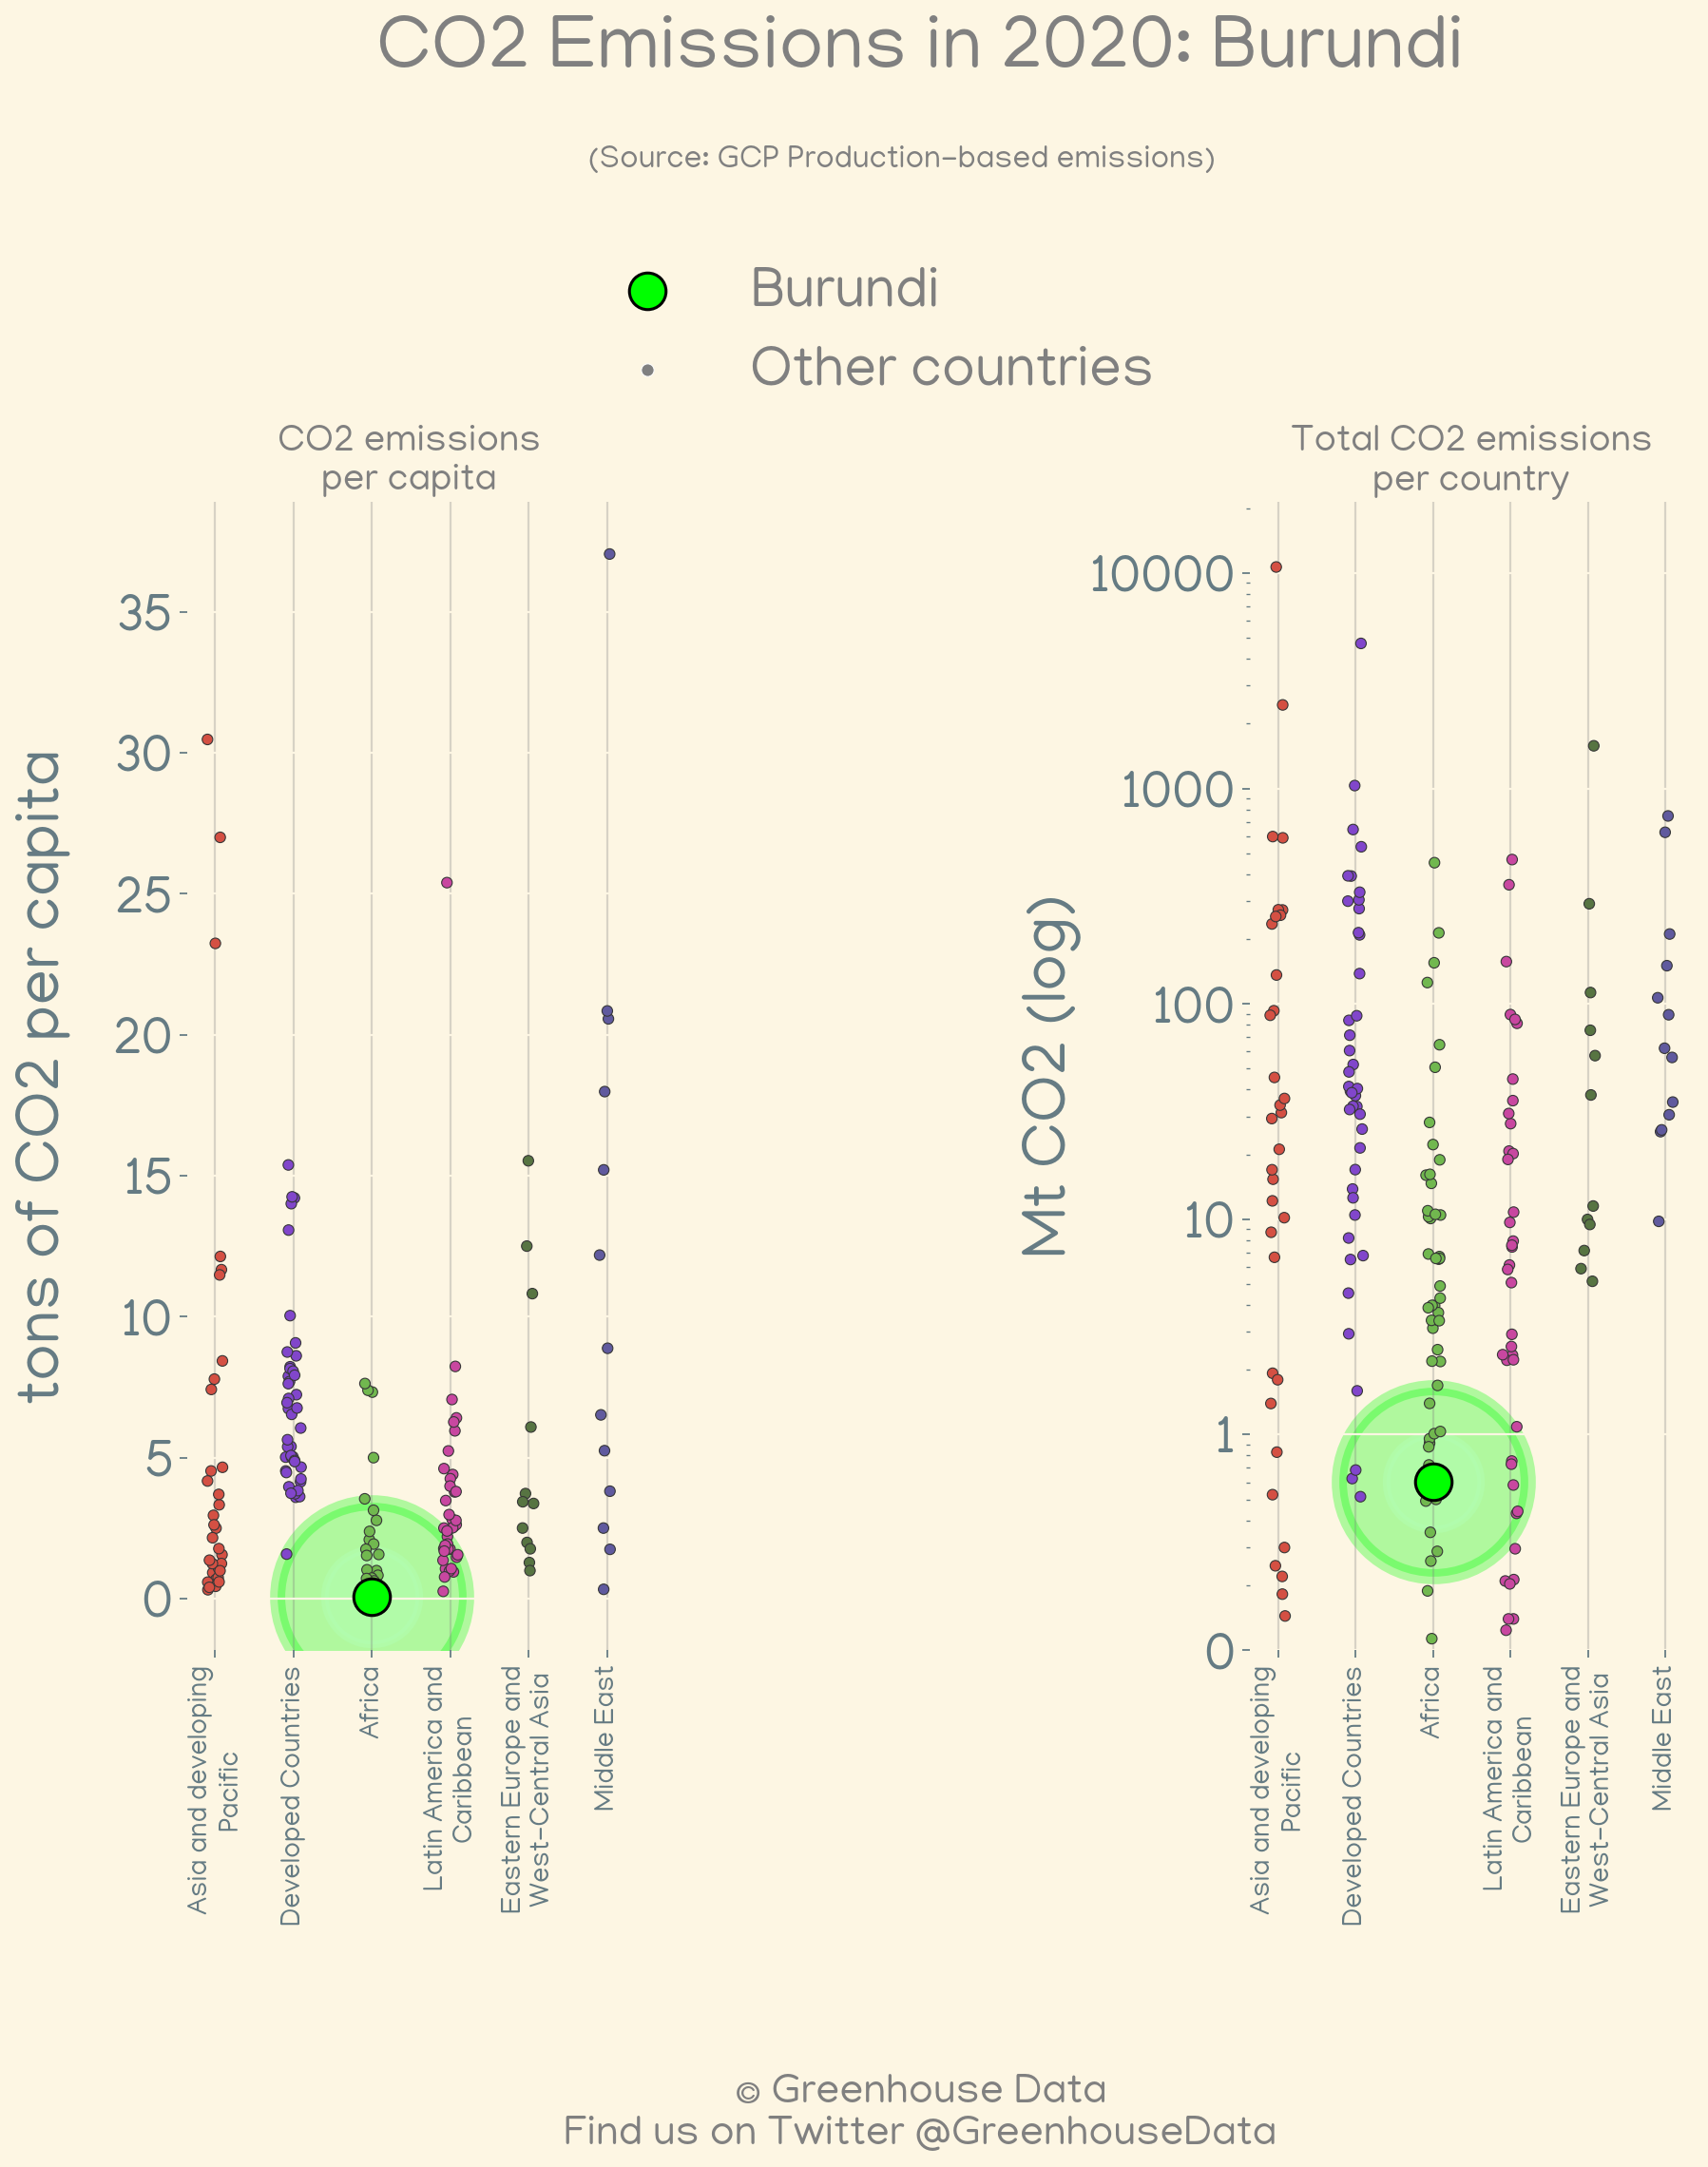 CO2 Emissions in 2020: Burundi
(Source: GCP Production-based emissions)
Burundi
Other countries
CO2 emissions
per capita
tons of CO2 per capita
35
30
25
20
15
10
5
0
Asia and developing
Pacific
Developed Countries
Africa
Latin America and
Caribbean
Eastern Europe and
West-Central Asia
Middle East
Total CO2 emissions
per country
Mt CO2 (log)
10000
1000
100
10
1
0
Asia and developing
Pacific
Developed Countries
Africa
Latin America and
Caribbean
Eastern Europe and
West-Central Asia
Middle East
© Greenhouse Data
Find us on Twitter @GreenhouseData